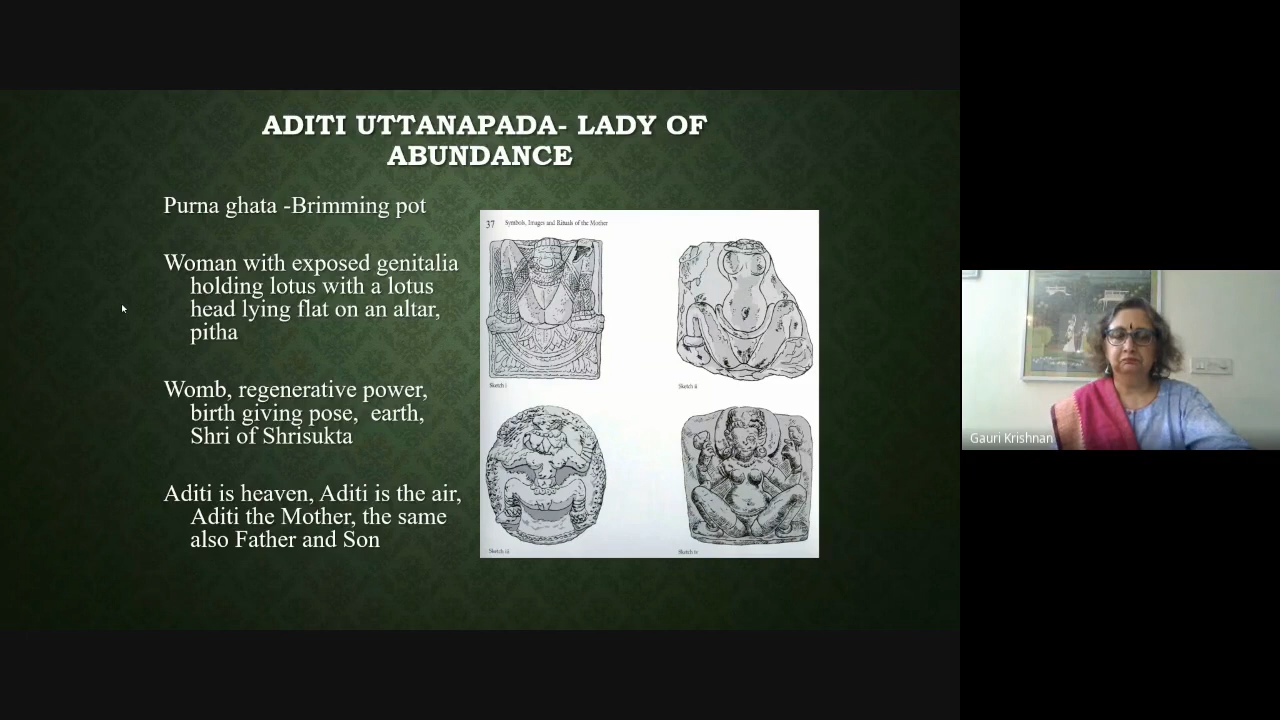 ADITI UTTANAPADA- LADY OF
ABUNDANCE
Purna ghata -Brimming pot
Woman with exposed genitalia
holding lotus with a lotus
head lying flat on an altar,
pitha
Womb, regenerative power,
birth giving pose, earth,
Shri of Shrisukta
Aditi is heaven, Aditi is the air,
Aditi the Mother, the same
also Father and Son
37 Symbols, Images and Rituals of the Mother
Sketch i
Sketch ii
Sketch iii
Sketch iv
Gauri Krishnan